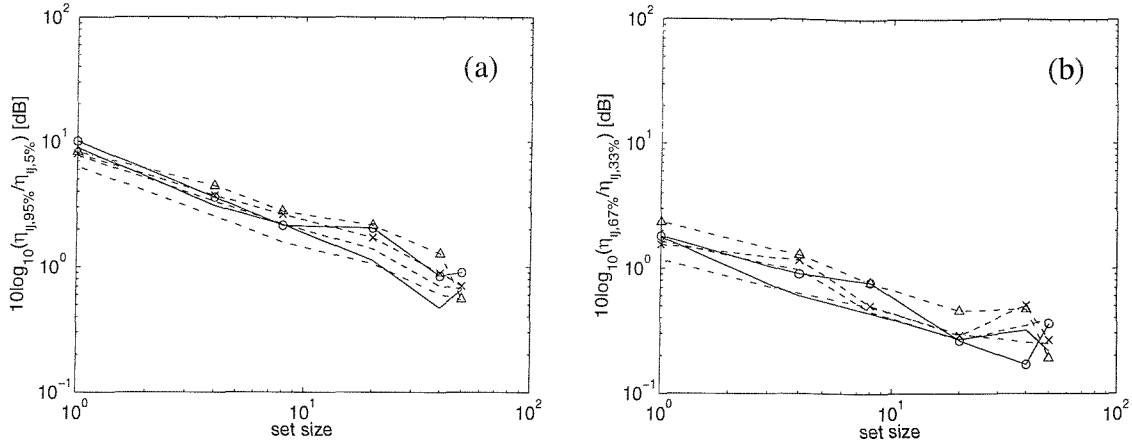 (a)
10log₁₀(η_ij,95%/η_ij,5%) [dB]
10²
10¹
10⁰
10⁻¹
10⁰
10¹
10²
set size
(b)
10log₁₀(η_ij,67%/η_ij,33%) [dB]
10²
10¹
10⁰
10⁻¹
10⁰
10¹
10²
set size